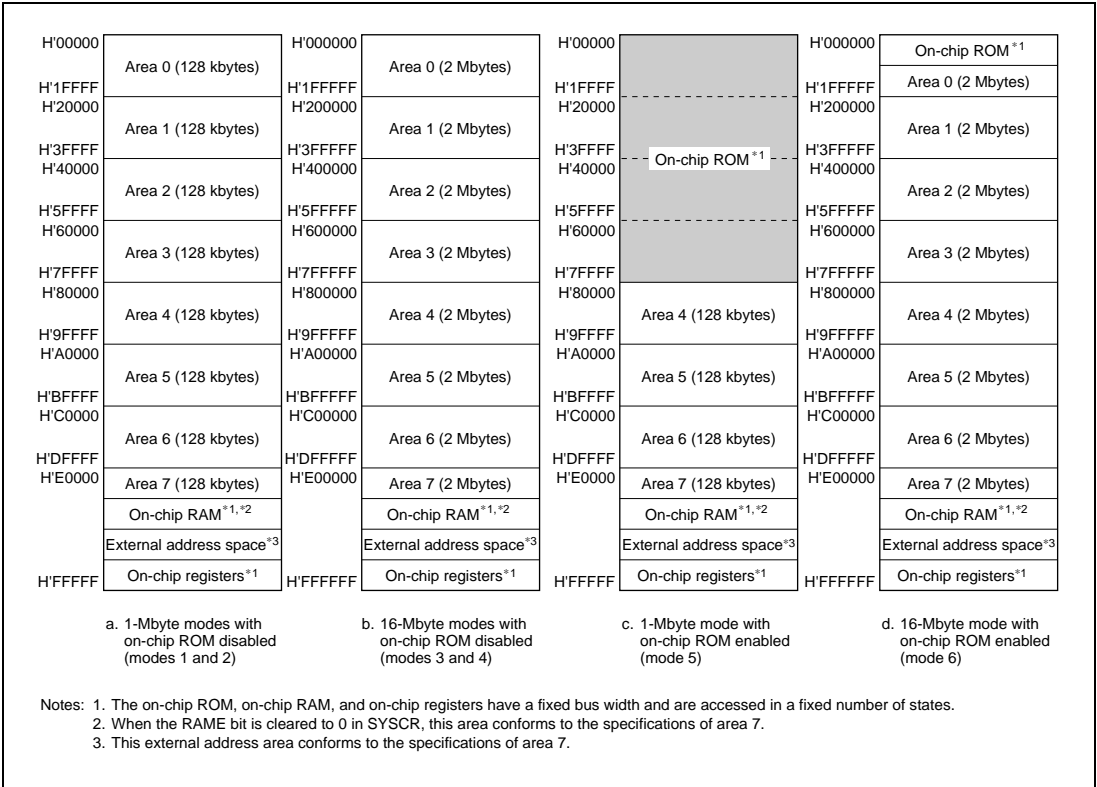 H'00000
Area 0 (128 kbytes)
H'1FFFF
H'20000
Area 1 (128 kbytes)
H'3FFFF
H'40000
Area 2 (128 kbytes)
H'5FFFF
H'60000
Area 3 (128 kbytes)
H'7FFFF
H'80000
Area 4 (128 kbytes)
H'9FFFF
H'A0000
Area 5 (128 kbytes)
H'BFFFF
H'C0000
Area 6 (128 kbytes)
H'DFFFF
H'E0000
Area 7 (128 kbytes)
On-chip RAM*1,*2
External address space*3
On-chip registers*1
H'FFFFF
a. 1-Mbyte modes with
on-chip ROM disabled
(modes 1 and 2)
H'000000
Area 0 (2 Mbytes)
H'1FFFFF
H'200000
Area 1 (2 Mbytes)
H'3FFFFF
H'400000
Area 2 (2 Mbytes)
H'5FFFFF
H'600000
Area 3 (2 Mbytes)
H'7FFFFF
H'800000
Area 4 (2 Mbytes)
H'9FFFFF
H'A00000
Area 5 (2 Mbytes)
H'BFFFFF
H'C00000
Area 6 (2 Mbytes)
H'DFFFFF
H'E00000
Area 7 (2 Mbytes)
On-chip RAM*1,*2
External address space*3
On-chip registers*1
H'FFFFFF
b. 16-Mbyte modes with
on-chip ROM disabled
(modes 3 and 4)
H'00000
H'1FFFF
H'20000
H'3FFFF
On-chip ROM*1
H'40000
H'5FFFF
H'60000
H'7FFFF
H'80000
Area 4 (128 kbytes)
H'9FFFF
H'A0000
Area 5 (128 kbytes)
H'BFFFF
H'C0000
Area 6 (128 kbytes)
H'DFFFF
H'E0000
Area 7 (128 kbytes)
On-chip RAM*1,*2
External address space*3
On-chip registers*1
H'FFFFF
c. 1-Mbyte mode with
on-chip ROM enabled
(mode 5)
H'000000
On-chip ROM*1
Area 0 (2 Mbytes)
H'1FFFFF
H'200000
Area 1 (2 Mbytes)
H'3FFFFF
H'400000
Area 2 (2 Mbytes)
H'5FFFFF
H'600000
Area 3 (2 Mbytes)
H'7FFFFF
H'800000
Area 4 (2 Mbytes)
H'9FFFFF
H'A00000
Area 5 (2 Mbytes)
H'BFFFFF
H'C00000
Area 6 (2 Mbytes)
H'DFFFFF
H'E00000
Area 7 (2 Mbytes)
On-chip RAM*1,*2
External address space*3
On-chip registers*1
H'FFFFFF
d. 16-Mbyte mode with
on-chip ROM enabled
(mode 6)
Notes: 1. The on-chip ROM, on-chip RAM, and on-chip registers have a fixed bus width and are accessed in a fixed number of states.
2. When the RAME bit is cleared to 0 in SYSCR, this area conforms to the specifications of area 7.
3. This external address area conforms to the specifications of area 7.